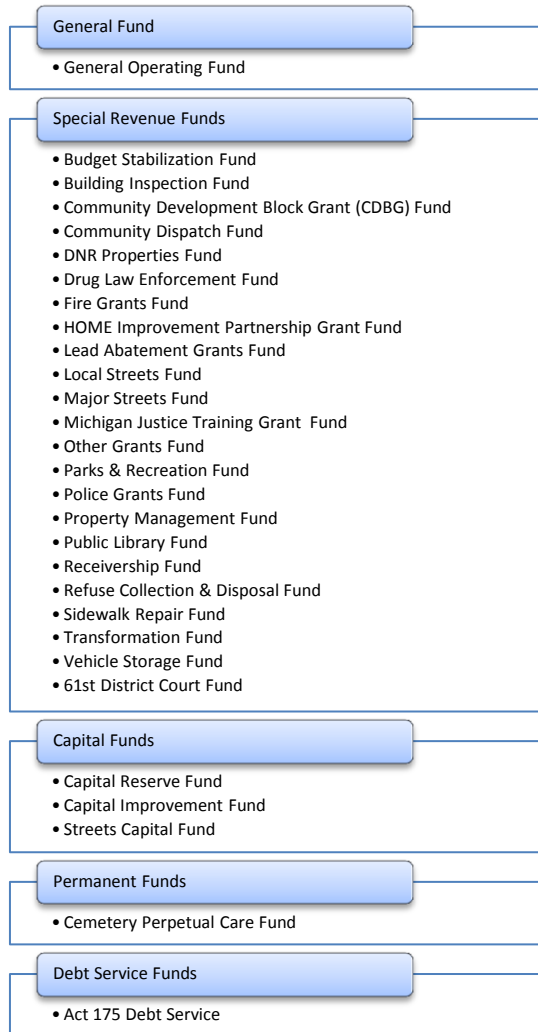 General Fund
• General Operating Fund
Special Revenue Funds
• Budget Stabilization Fund
• Building Inspection Fund
• Community Development Block Grant (CDBG) Fund
• Community Dispatch Fund
• DNR Properties Fund
• Drug Law Enforcement Fund
• Fire Grants Fund
• HOME Improvement Partnership Grant Fund
• Lead Abatement Grants Fund
• Local Streets Fund
• Major Streets Fund
• Michigan Justice Training Grant Fund
• Other Grants Fund
• Parks & Recreation Fund
• Police Grants Fund
• Property Management Fund
• Public Library Fund
• Receivership Fund
• Refuse Collection & Disposal Fund
• Sidewalk Repair Fund
• Transformation Fund
• Vehicle Storage Fund
• 61st District Court Fund
Capital Funds
• Capital Reserve Fund
• Capital Improvement Fund
• Streets Capital Fund
Permanent Funds
• Cemetery Perpetual Care Fund
Debt Service Funds
• Act 175 Debt Service